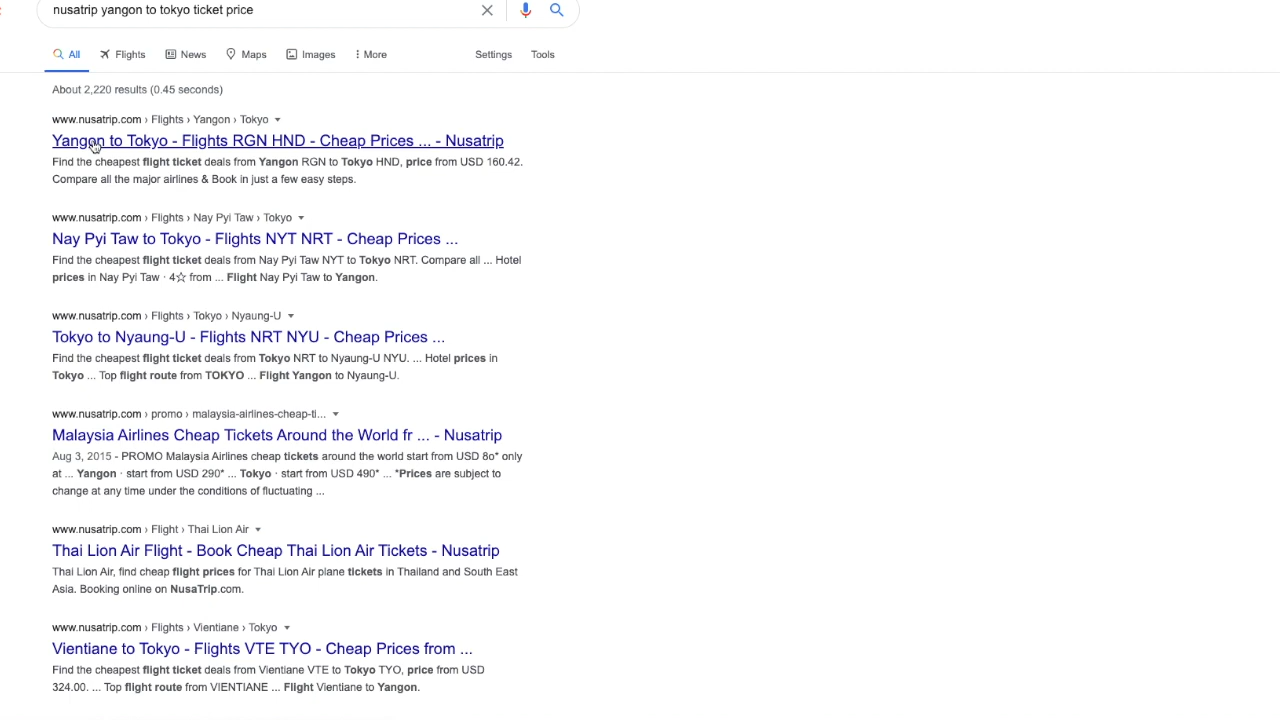 nusatrip yangon to tokyo ticket price
All Flights News Maps Images More Settings Tools
About 2,220 results (0.45 seconds)
www.nusatrip.com › Flights › Yangon › Tokyo
Yangon to Tokyo - Flights RGN HND - Cheap Prices ... - Nusatrip
Find the cheapest flight ticket deals from Yangon RGN to Tokyo HND, price from USD 160.42.
Compare all the major airlines & Book in just a few easy steps.
www.nusatrip.com › Flights › Nay Pyi Taw › Tokyo
Nay Pyi Taw to Tokyo - Flights NYT NRT - Cheap Prices ...
Find the cheapest flight ticket deals from Nay Pyi Taw NYT to Tokyo NRT. Compare all ... Hotel
prices in Nay Pyi Taw · 4☆ from ... Flight Nay Pyi Taw to Yangon.
www.nusatrip.com › Flights › Tokyo › Nyaung-U
Tokyo to Nyaung-U - Flights NRT NYU - Cheap Prices ...
Find the cheapest flight ticket deals from Tokyo NRT to Nyaung-U NYU. ... Hotel prices in
Tokyo ... Top flight route from TOKYO ... Flight Yangon to Nyaung-U.
www.nusatrip.com › promo › malaysia-airlines-cheap-ti...
Malaysia Airlines Cheap Tickets Around the World fr ... - Nusatrip
Aug 3, 2015 - PROMO Malaysia Airlines cheap tickets around the world start from USD 8o* only
at ... Yangon · start from USD 290* ... Tokyo · start from USD 490* ... *Prices are subject to
change at any time under the conditions of fluctuating ...
www.nusatrip.com › Flight › Thai Lion Air
Thai Lion Air Flight - Book Cheap Thai Lion Air Tickets - Nusatrip
Thai Lion Air, find cheap flight prices for Thai Lion Air plane tickets in Thailand and South East
Asia. Booking online on NusaTrip.com.
www.nusatrip.com › Flights › Vientiane › Tokyo
Vientiane to Tokyo - Flights VTE TYO - Cheap Prices from ...
Find the cheapest flight ticket deals from Vientiane VTE to Tokyo TYO, price from USD
324.00. ... Top flight route from VIENTIANE ... Flight Vientiane to Yangon.